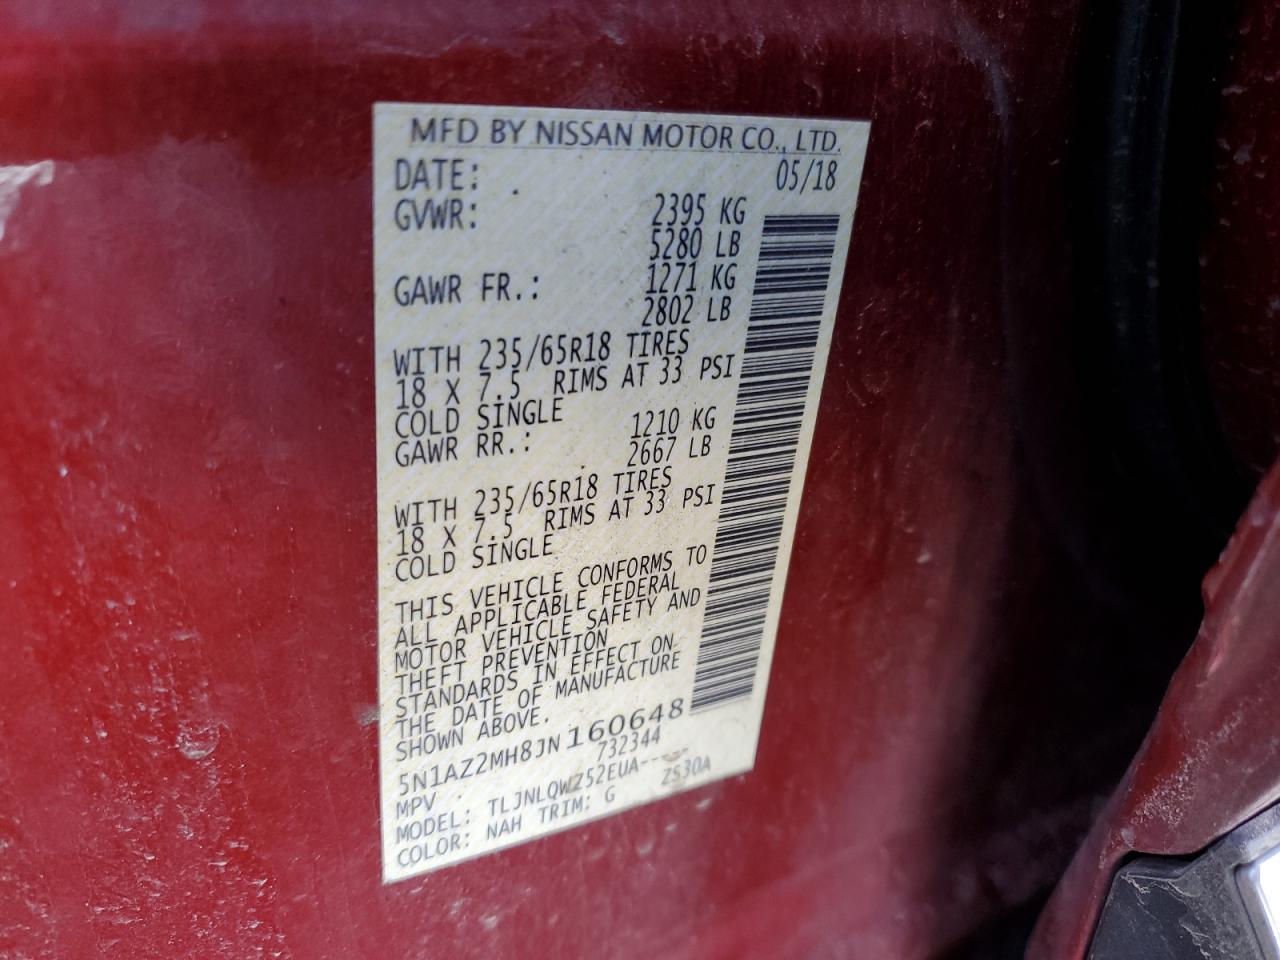 MFD BY NISSAN MOTOR CO., LTD.
DATE: 05/18
GVWR: 2395 KG
5280 LB
GAWR FR.: 1271 KG
2802 LB
WITH 235/65R18 TIRES
18 X 7.5 RIMS AT 33 PSI
COLD SINGLE
GAWR RR.: 1210 KG
2667 LB
WITH 235/65R18 TIRES
18 X 7.5 RIMS AT 33 PSI
COLD SINGLE
THIS VEHICLE CONFORMS TO
ALL APPLICABLE FEDERAL
MOTOR VEHICLE SAFETY AND
THEFT PREVENTION
STANDARDS IN EFFECT ON
THE DATE OF MANUFACTURE
SHOWN ABOVE.
5N1AZ2MH8JN160648
MPV 732344
MODEL: TLJNLQWZ52EUA---
COLOR: NAH TRIM: G ZS30A